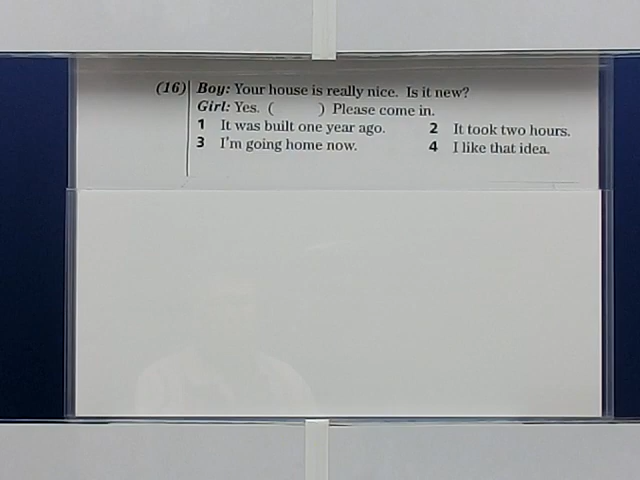 (16) Boy: Your house is really nice. Is it new?
Girl: Yes. ( ) Please come in.
1 It was built one year ago. 2 It took two hours.
3 I'm going home now. 4 I like that idea.